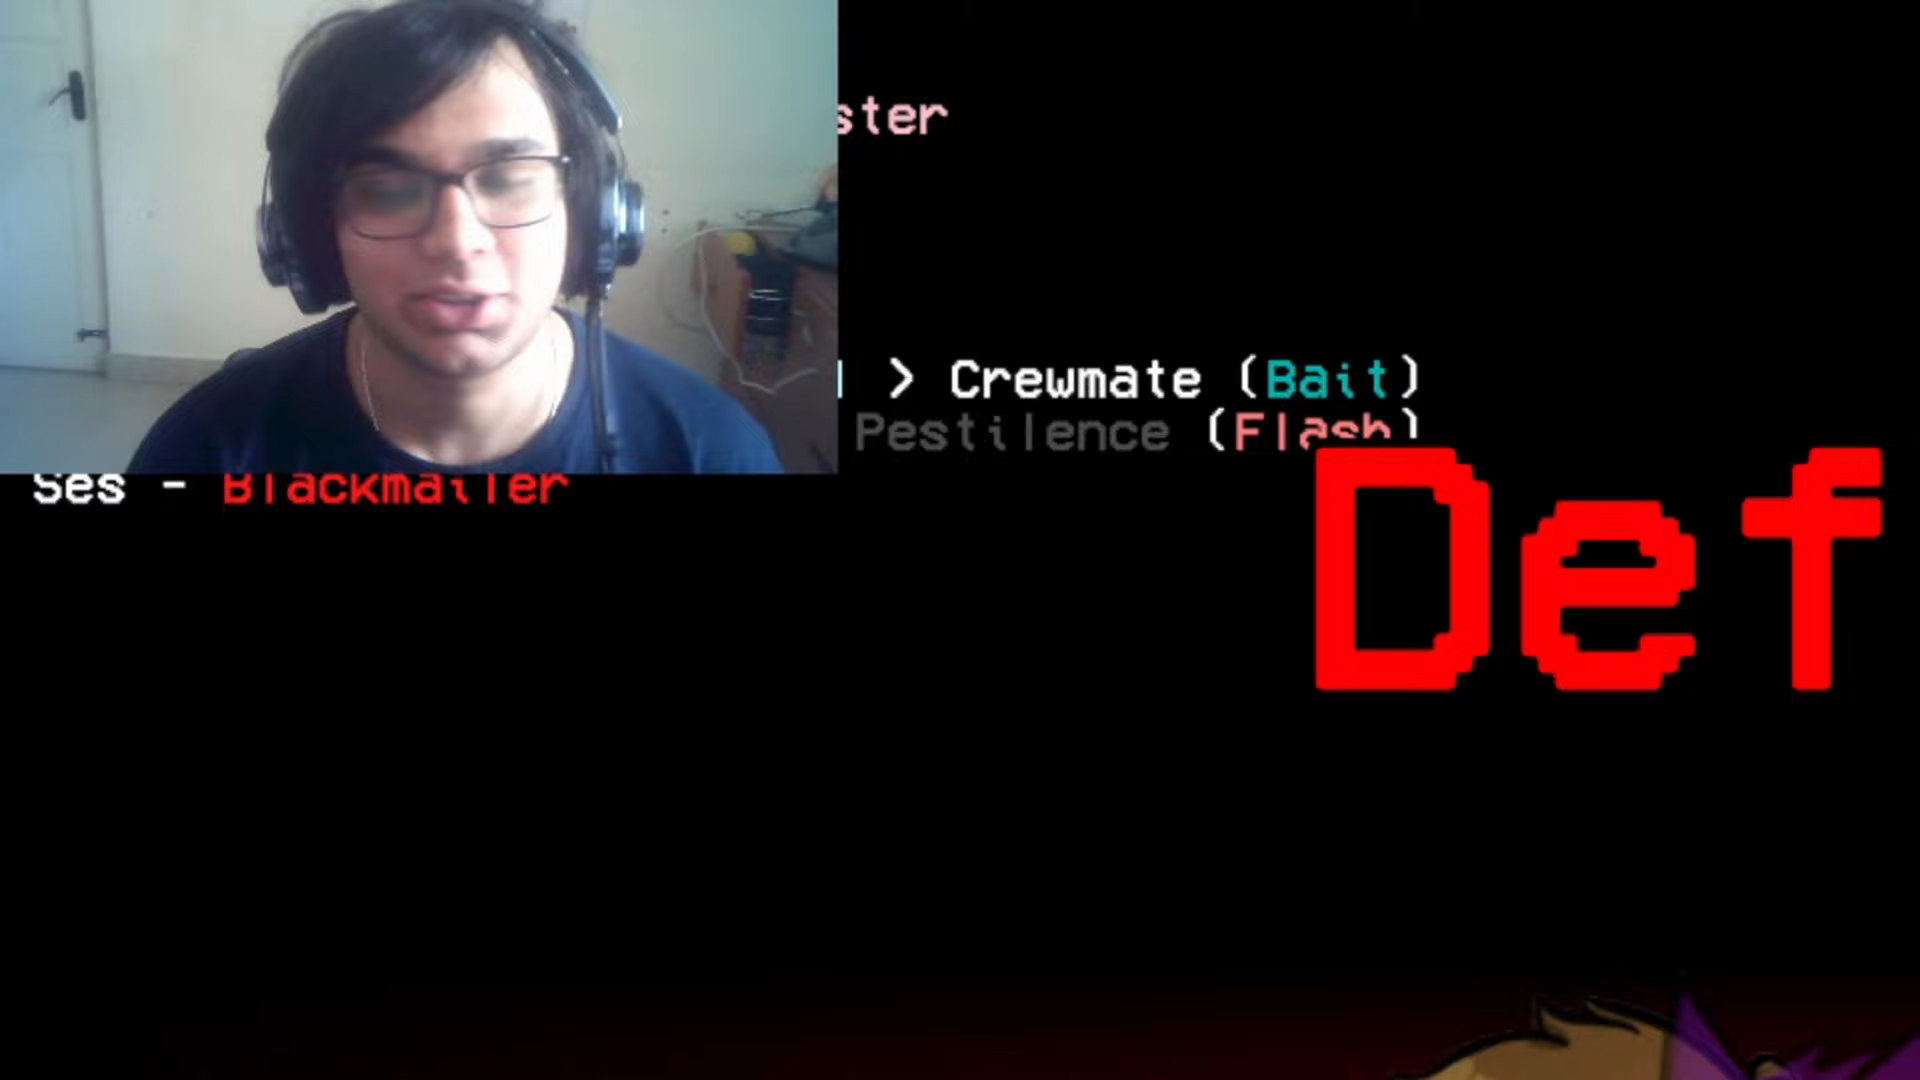 ster
> Crewmate (Bait)
Pestilence (Flash)
Ses - Blackmailer
Def